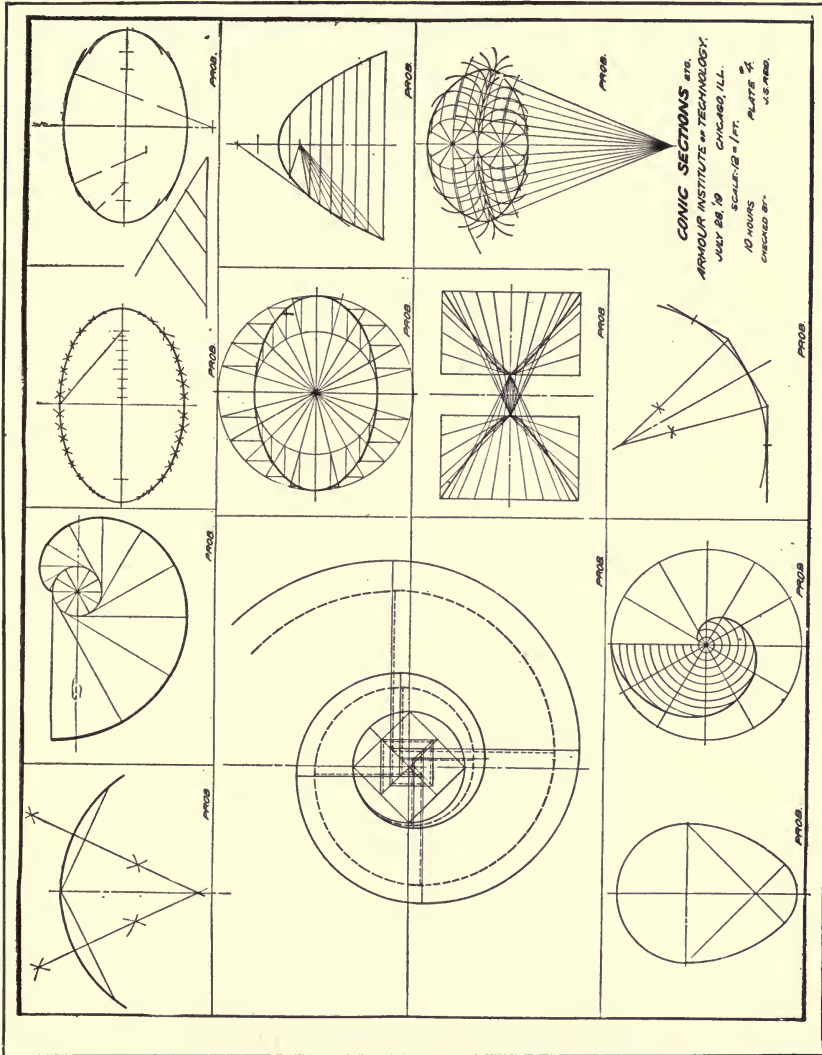 PROB
PROB.
PROB.
PROB.
PROB.
PROB.
PROB
PROB
PROB.
CONIC SECTIONS ETC.
ARMOUR INSTITUTE OF TECHNOLOGY.
JULY 28, '19 CHICAGO, ILL.
SCALE: 12"=1 FT.
10 HOURS PLATE #4.
CHECKED BY-
PROB.
PROB
PROB.